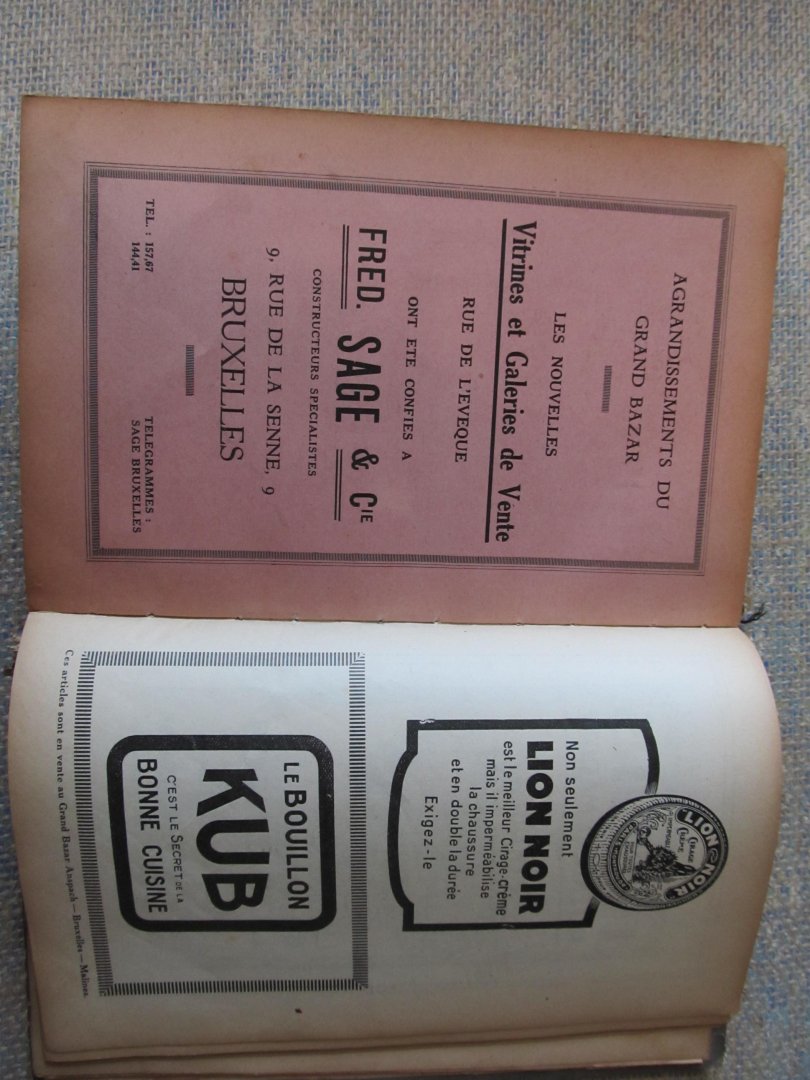 AGRANDISSEMENTS DU
GRAND BAZAR
LES NOUVELLES
Vitrines et Galeries de Vente
RUE DE L'EVEQUE
ONT ETE CONFIES A
FRED. SAGE & CIE
CONSTRUCTEURS SPECIALISTES
9, RUE DE LA SENNE, 9
BRUXELLES
TEL. : 157,67
144,41
TELEGRAMMES :
SAGE BRUXELLES
LION NOIR
CIRAGE
CRÈME
Non seulement
LION NOIR
est le meilleur Cirage-crème
mais il imperméabilise
la chaussure
et en double la durée
Exigez-le
LE BOUILLON
KUB
C'EST LE SECRET DE LA
BONNE CUISINE
Ces articles sont en vente au Grand Bazar Anspach — Bruxelles — Malines.